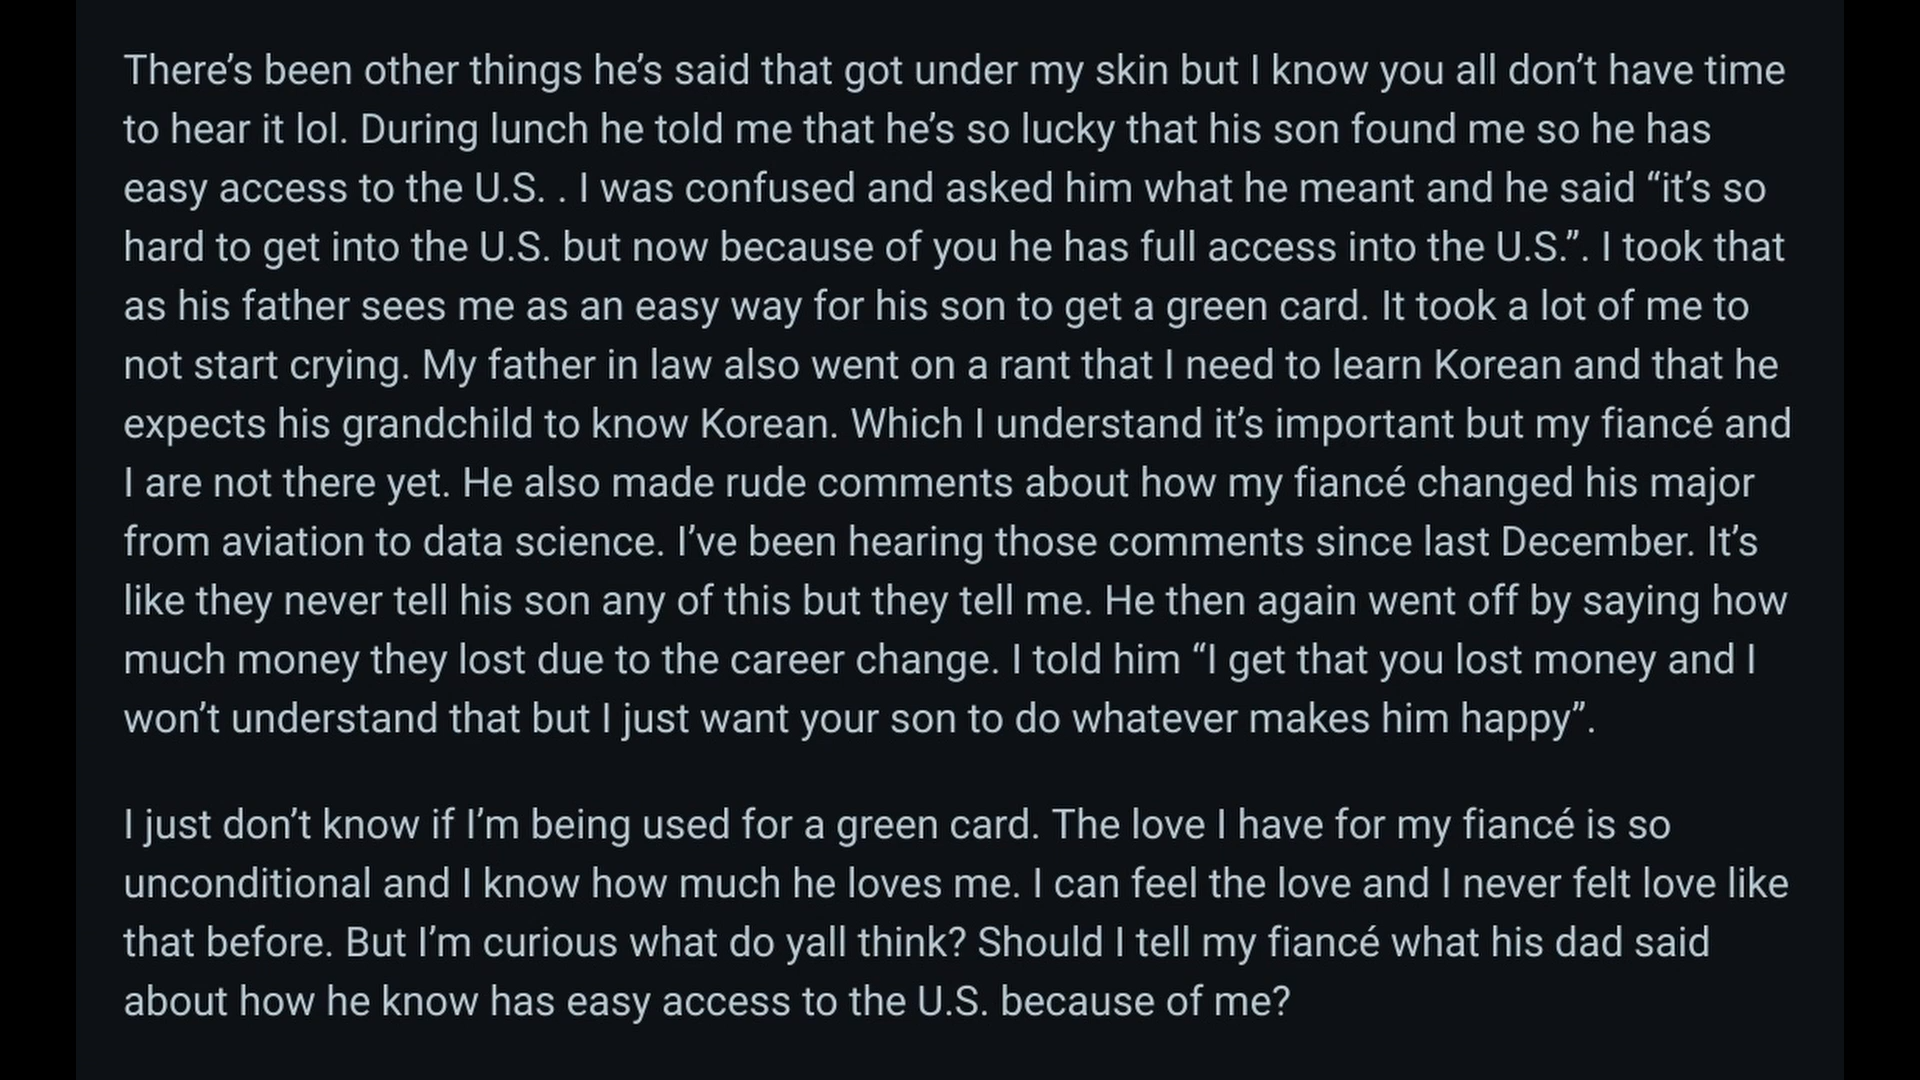 There’s been other things he’s said that got under my skin but I know you all don’t have time
to hear it lol. During lunch he told me that he’s so lucky that his son found me so he has
easy access to the U.S. . I was confused and asked him what he meant and he said “it’s so
hard to get into the U.S. but now because of you he has full access into the U.S.”. I took that
as his father sees me as an easy way for his son to get a green card. It took a lot of me to
not start crying. My father in law also went on a rant that I need to learn Korean and that he
expects his grandchild to know Korean. Which I understand it’s important but my fiancé and
I are not there yet. He also made rude comments about how my fiancé changed his major
from aviation to data science. I’ve been hearing those comments since last December. It’s
like they never tell his son any of this but they tell me. He then again went off by saying how
much money they lost due to the career change. I told him “I get that you lost money and I
won’t understand that but I just want your son to do whatever makes him happy”.
I just don’t know if I’m being used for a green card. The love I have for my fiancé is so
unconditional and I know how much he loves me. I can feel the love and I never felt love like
that before. But I’m curious what do yall think? Should I tell my fiancé what his dad said
about how he know has easy access to the U.S. because of me?